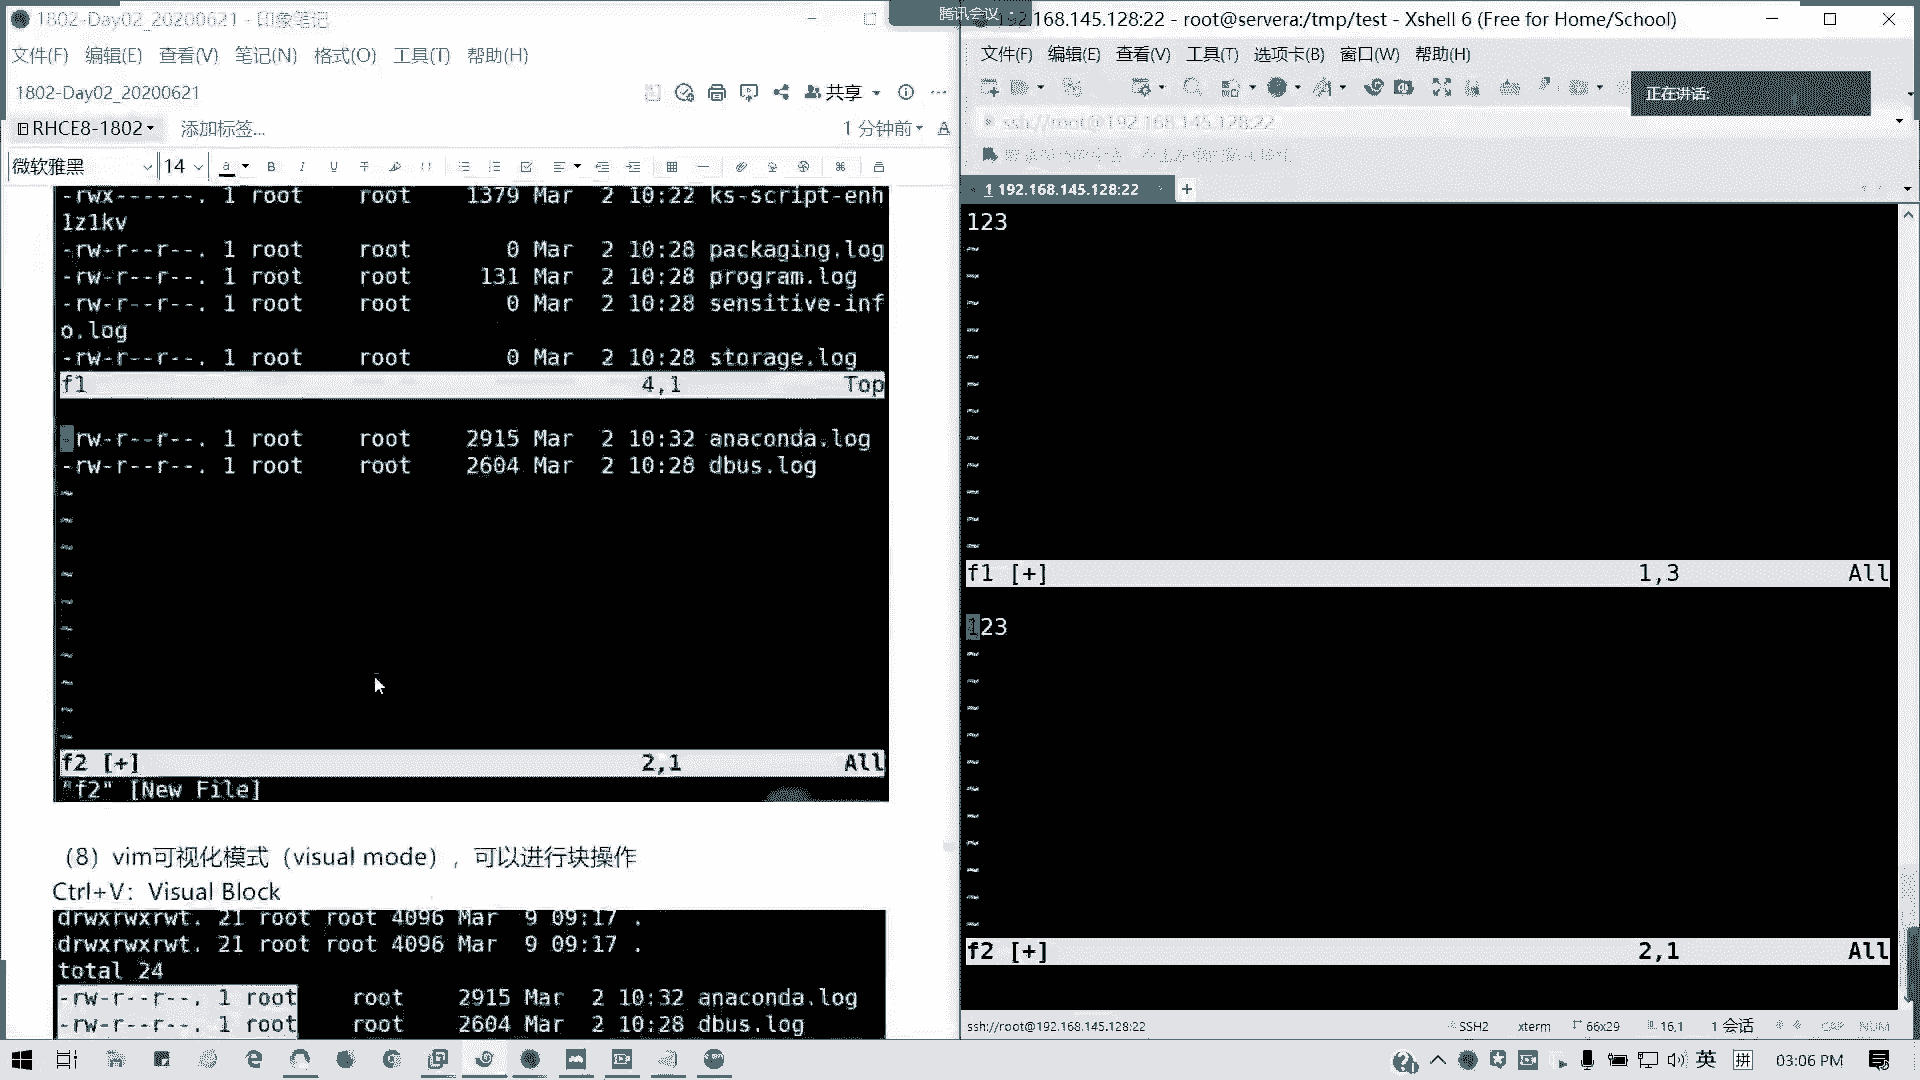 1802-Day02_20200621 - 印象笔记
文件(F) 编辑(E) 查看(V) 笔记(N) 格式(O) 工具(T) 帮助(H)
1802-Day02_20200621
共享
RHCE8-1802 添加标签...
1 分钟前
微软雅黑 14
-rwx------. 1 root root 1379 Mar 2 10:22 ks-script-enh
1z1kv
-rw-r--r--. 1 root root 0 Mar 2 10:28 packaging.log
-rw-r--r--. 1 root root 131 Mar 2 10:28 program.log
-rw-r--r--. 1 root root 0 Mar 2 10:28 sensitive-inf
o.log
-rw-r--r--. 1 root root 0 Mar 2 10:28 storage.log
f1 4,1 Top
-rw-r--r--. 1 root root 2915 Mar 2 10:32 anaconda.log
-rw-r--r--. 1 root root 2604 Mar 2 10:28 dbus.log
~
~
~
~
~
~
~
~
~
~
f2 [+] 2,1 All
"f2" [New File]
（8）vim可视化模式（visual mode），可以进行块操作
Ctrl+V：Visual Block
drwxrwxrwt. 21 root root 4096 Mar 9 09:17 .
drwxrwxrwt. 21 root root 4096 Mar 9 09:17 .
total 24
-rw-r--r--. 1 root root 2915 Mar 2 10:32 anaconda.log
-rw-r--r--. 1 root root 2604 Mar 2 10:28 dbus.log
腾讯会议
.168.145.128:22 - root@servera:/tmp/test - Xshell 6 (Free for Home/School)
文件(F) 编辑(E) 查看(V) 工具(T) 选项卡(B) 窗口(W) 帮助(H)
正在讲话:
ssh://root@192.168.145.128:22
1 192.168.145.128:22
123
~
~
~
~
~
~
~
~
~
~
~
~
f1 [+] 1,3 All
123
~
~
~
~
~
~
~
~
~
~
~
f2 [+] 2,1 All
ssh://root@192.168.145.128:22 SSH2 xterm 66x29 16,1 1 会话 CAP NUM
英 拼 03:06 PM